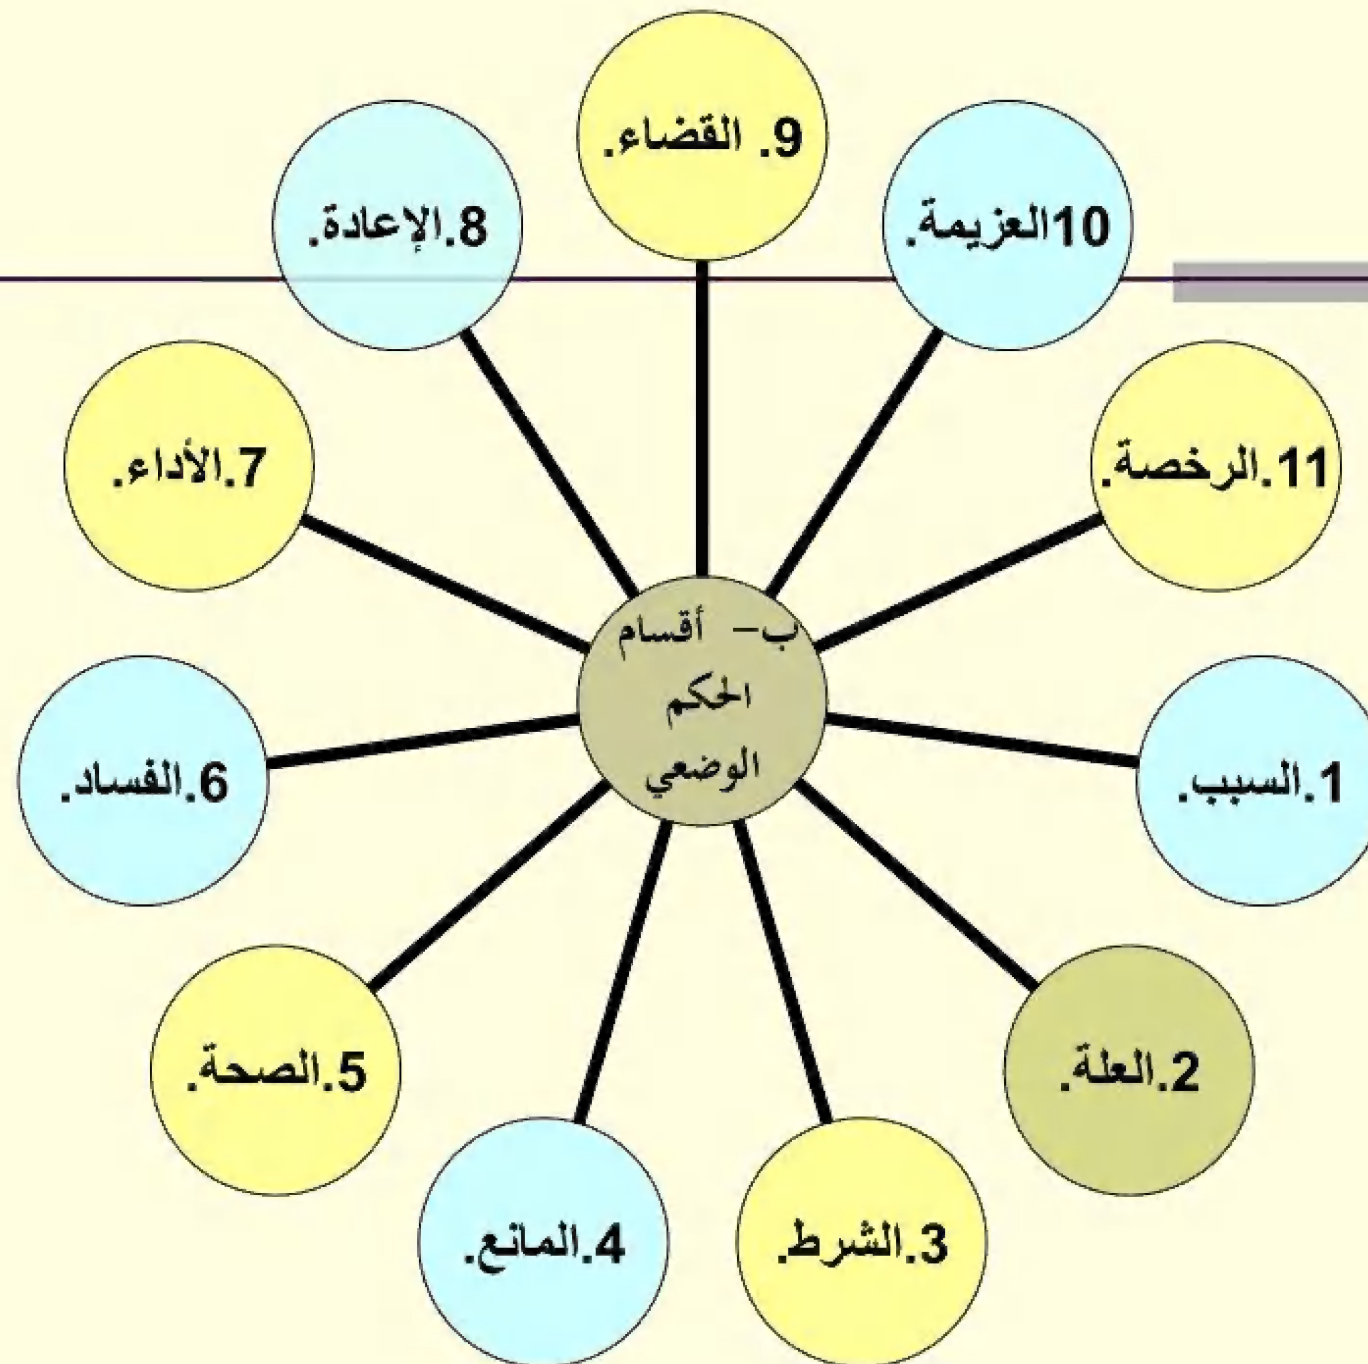 ب– أقسام
الحكم
الوضعي
1.السبب.
2.العلة.
3.الشرط.
4.المانع.
5.الصحة.
6.الفساد.
7.الأداء.
8.الإعادة.
9. القضاء.
10العزيمة.
11.الرخصة.